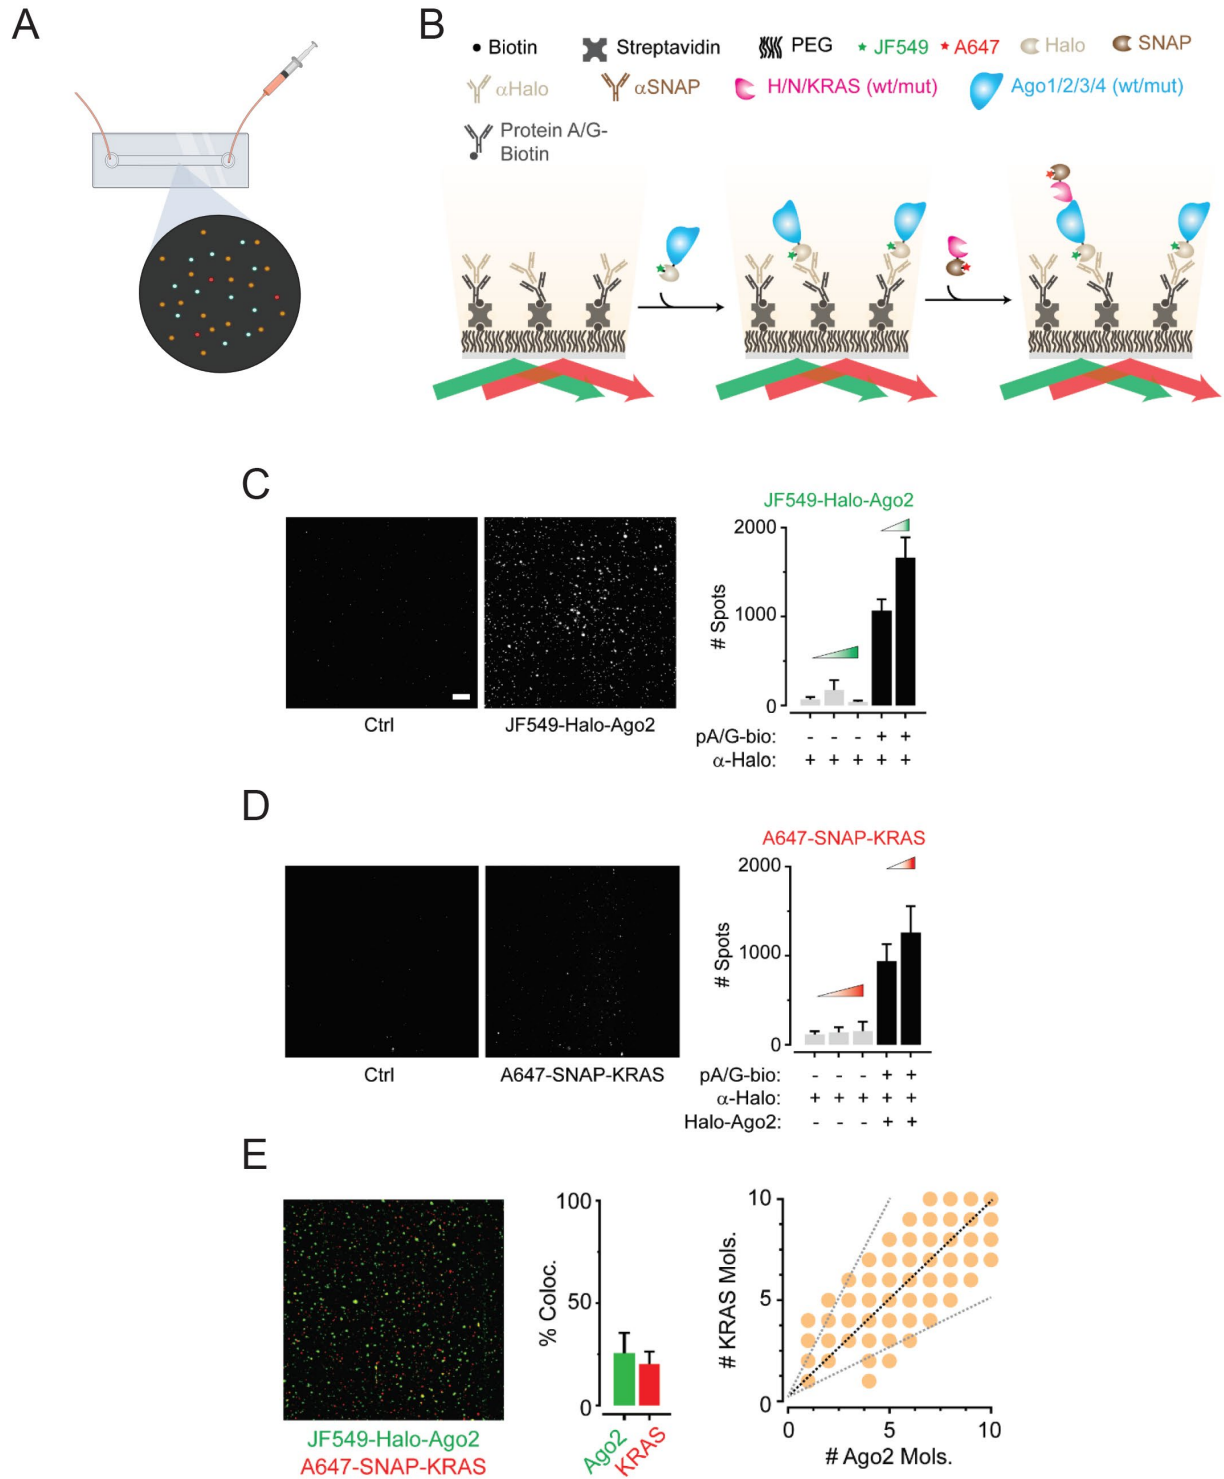 A
B
Biotin
Streptavidin
PEG
JF549
A647
Halo
SNAP
αHalo
αSNAP
H/N/KRAS (wt/mut)
Ago1/2/3/4 (wt/mut)
Protein A/G-
Biotin
C
JF549-Halo-Ago2
2000
1000
0
# Spots
Ctrl
JF549-Halo-Ago2
pA/G-bio: - - - + +
α-Halo: + + + + +
D
A647-SNAP-KRAS
2000
1000
0
# Spots
Ctrl
A647-SNAP-KRAS
pA/G-bio: - - - + +
α-Halo: + + + + +
Halo-Ago2: - - - + +
E
100
50
0
% Coloc.
Ago2
KRAS
10
5
0
# KRAS Mols.
0 5 10
# Ago2 Mols.
JF549-Halo-Ago2
A647-SNAP-KRAS